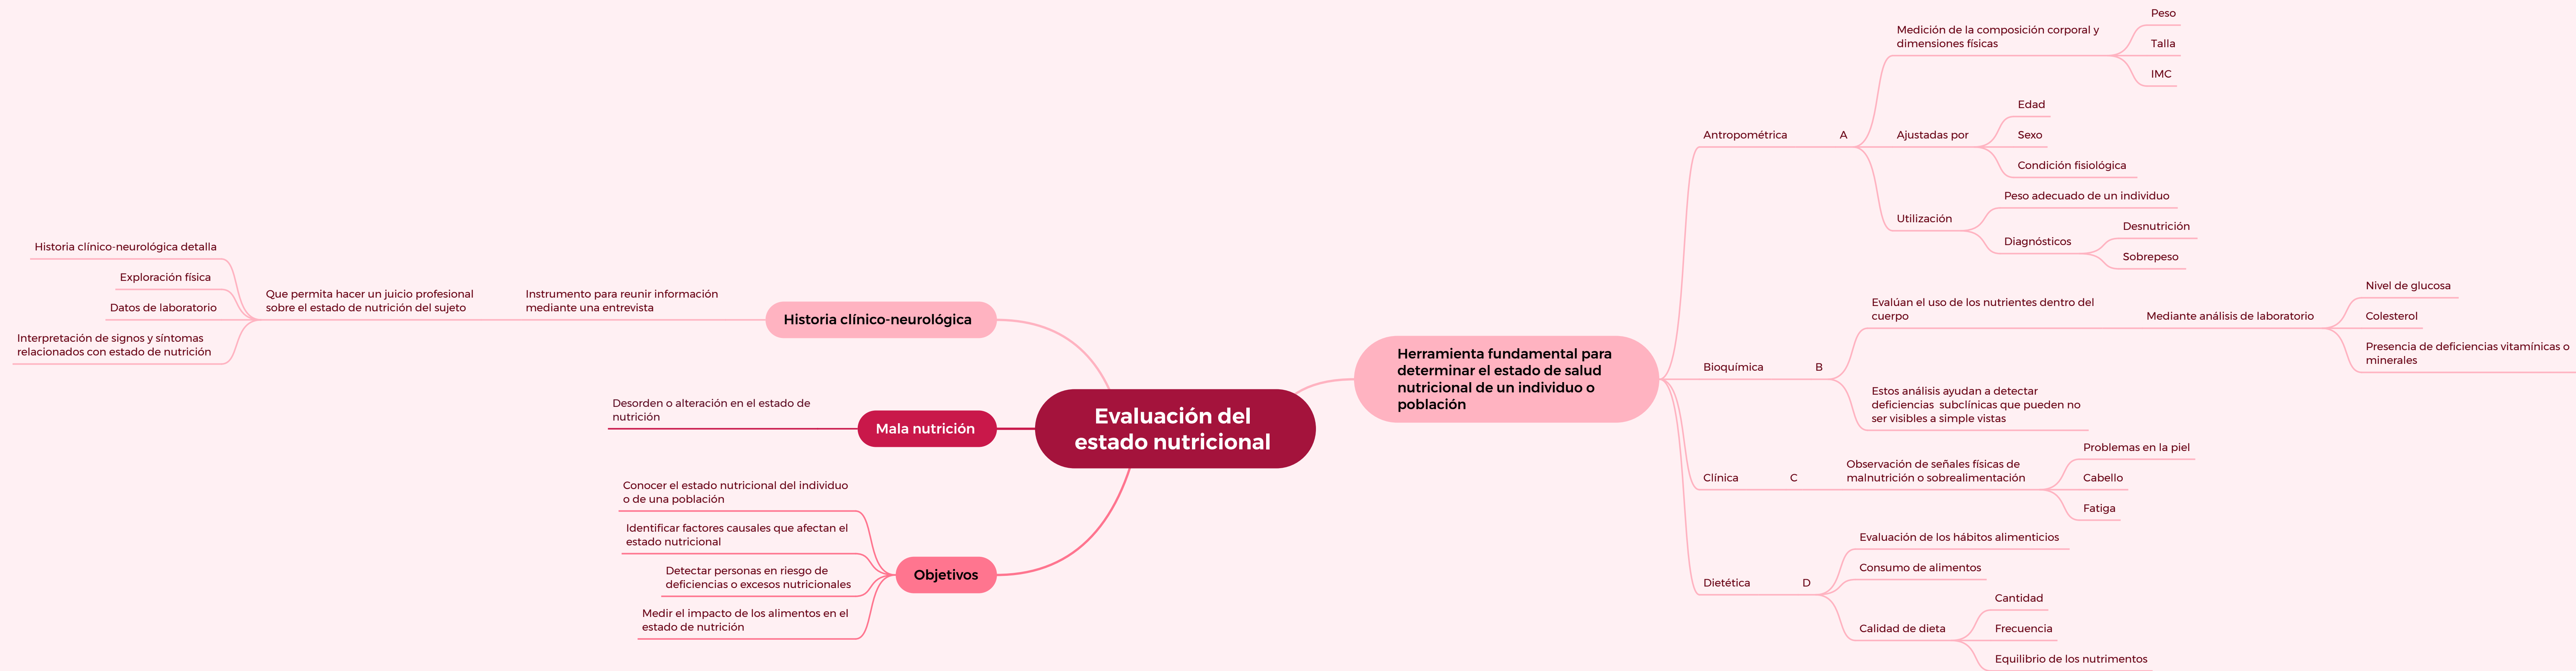 Evaluación del
estado nutricional
Historia clínico-neurológica
Instrumento para reunir información
mediante una entrevista
Que permita hacer un juicio profesional
sobre el estado de nutrición del sujeto
Historia clínico-neurológica detalla
Exploración física
Datos de laboratorio
Interpretación de signos y síntomas
relacionados con estado de nutrición
Mala nutrición
Desorden o alteración en el estado de
nutrición
Objetivos
Conocer el estado nutricional del individuo
o de una población
Identificar factores causales que afectan el
estado nutricional
Detectar personas en riesgo de
deficiencias o excesos nutricionales
Medir el impacto de los alimentos en el
estado de nutrición
Herramienta fundamental para
determinar el estado de salud
nutricional de un individuo o
población
Antropométrica
A
Medición de la composición corporal y
dimensiones físicas
Peso
Talla
IMC
Ajustadas por
Edad
Sexo
Condición fisiológica
Utilización
Peso adecuado de un individuo
Diagnósticos
Desnutrición
Sobrepeso
Bioquímica
B
Evalúan el uso de los nutrientes dentro del
cuerpo
Mediante análisis de laboratorio
Nivel de glucosa
Colesterol
Presencia de deficiencias vitamínicas o
minerales
Estos análisis ayudan a detectar
deficiencias  subclínicas que pueden no
ser visibles a simple vistas
Clínica
C
Observación de señales físicas de
malnutrición o sobrealimentación
Problemas en la piel
Cabello
Fatiga
Dietética
D
Evaluación de los hábitos alimenticios
Consumo de alimentos
Calidad de dieta
Cantidad
Frecuencia
Equilibrio de los nutrimentos